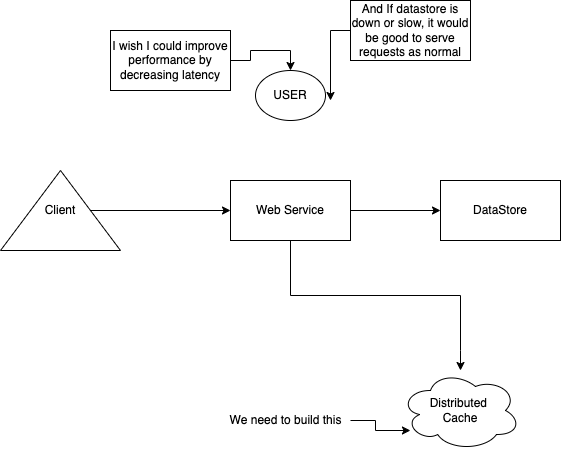 And If datastore is
down or slow, it would
be good to serve
requests as normal
I wish I could improve
performance by
decreasing latency
USER
Client
Web Service
DataStore
Distributed
Cache
We need to build this